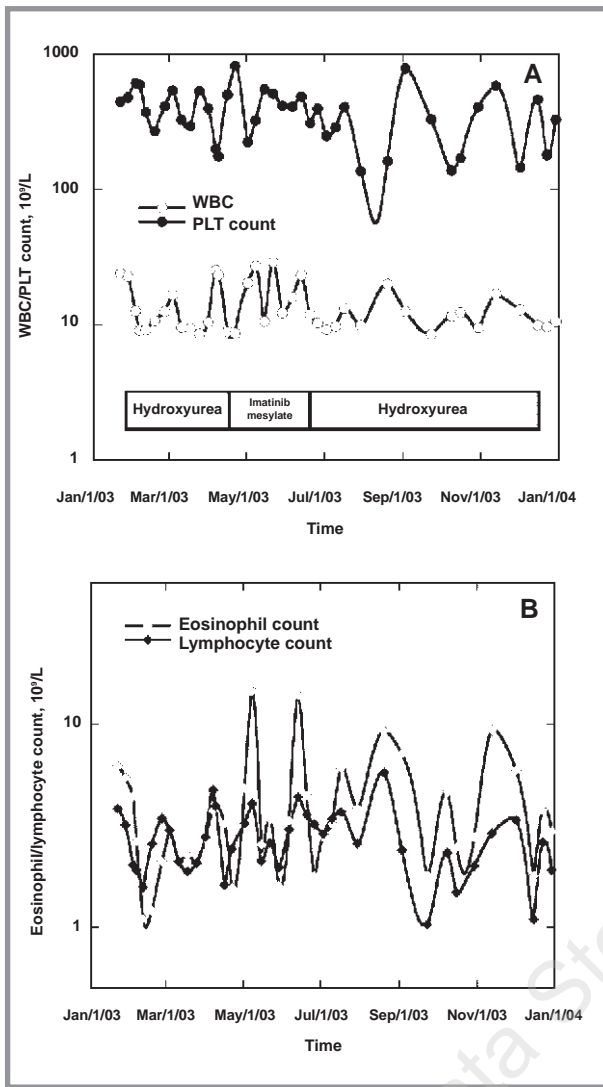 1000
A
100
WBC
PLT count
WBC/PLT count, 10⁹/L
10
Hydroxyurea
Imatinib
mesylate
Hydroxyurea
1
Jan/1/03 Mar/1/03 May/1/03 Jul/1/03 Sep/1/03 Nov/1/03 Jan/1/04
Time
B
Eosinophil count
Lymphocyte count
Eosinophil/lymphocyte count, 10⁹/L
10
1
Jan/1/03 Mar/1/03 May/1/03 Jul/1/03 Sep/1/03 Nov/1/03 Jan/1/04
Time